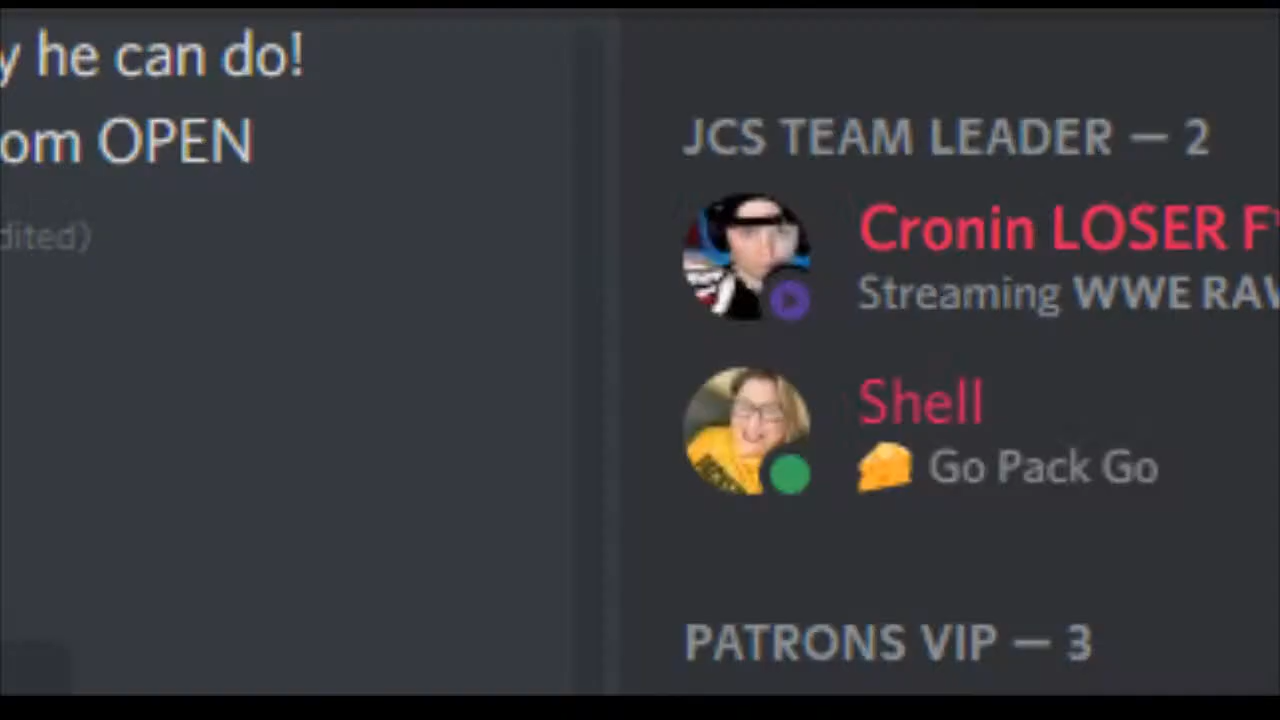 y he can do!
om OPEN
dited)
JCS TEAM LEADER — 2
Cronin LOSER F
Streaming WWE RAW
Shell
🧀 Go Pack Go
PATRONS VIP — 3